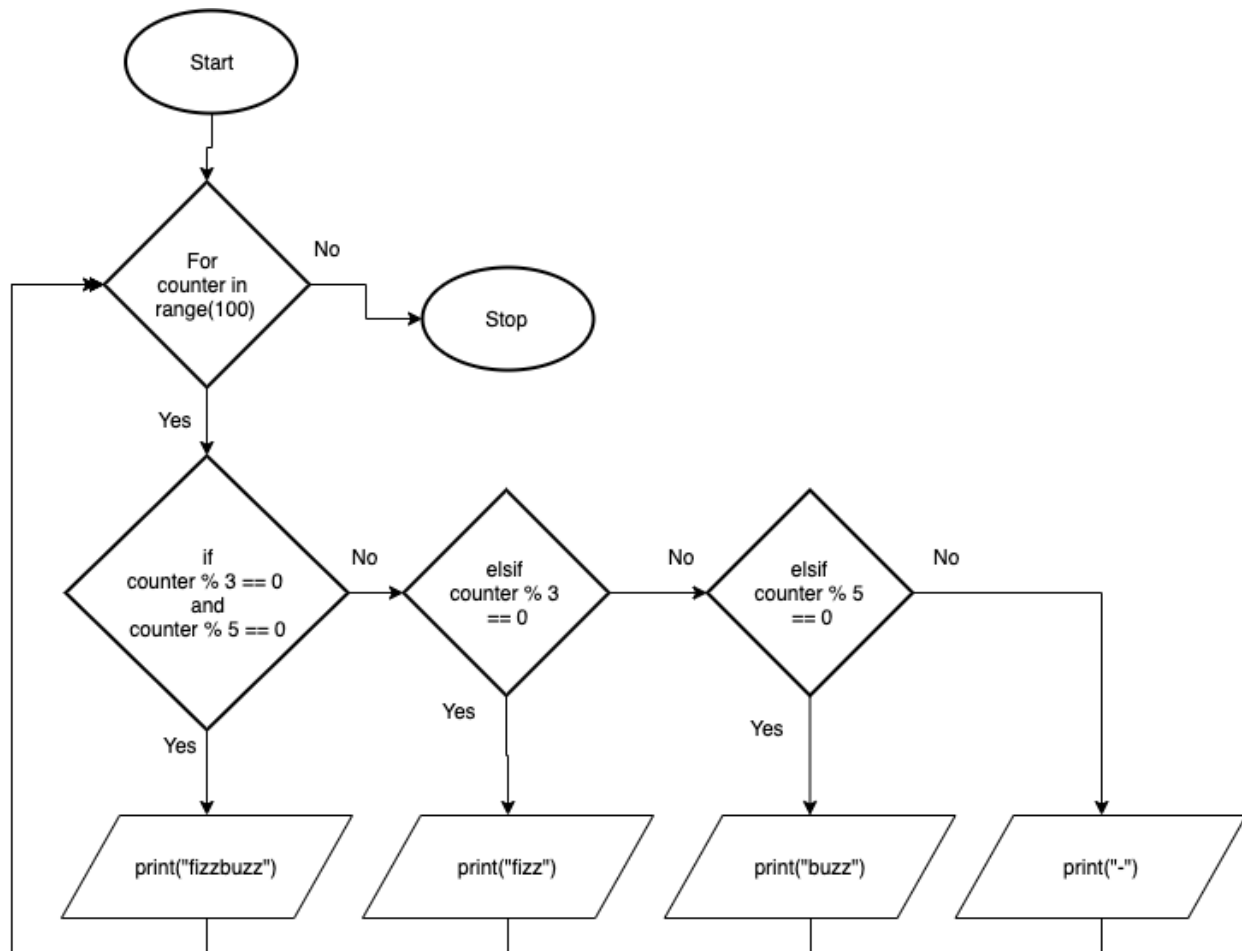 Start
For
counter in
range(100)
No
Stop
Yes
if
counter % 3 == 0
and
counter % 5 == 0
No
elsif
counter % 3
== 0
No
elsif
counter % 5
== 0
No
Yes
Yes
Yes
print("fizzbuzz")
print("fizz")
print("buzz")
print("-")